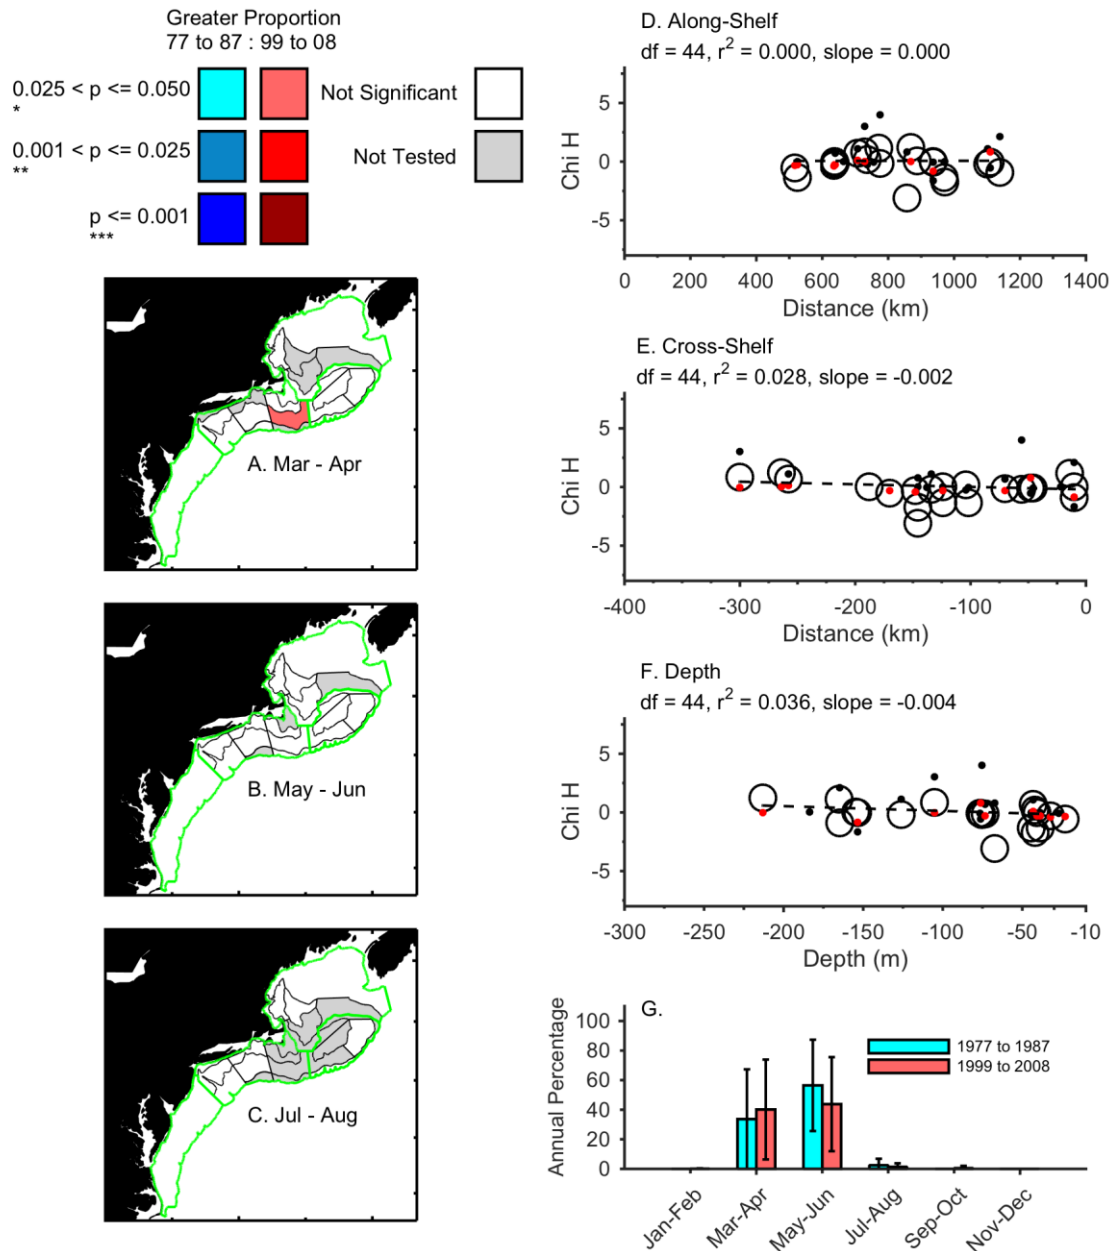 Greater Proportion
77 to 87 : 99 to 08
0.025 < p <= 0.050
*
Not Significant
0.001 < p <= 0.025
**
Not Tested
p <= 0.001
***
A. Mar - Apr
B. May - Jun
C. Jul - Aug
D. Along-Shelf
df = 44, r² = 0.000, slope = 0.000
Chi H
5
0
-5
0 200 400 600 800 1000 1200 1400
Distance (km)
E. Cross-Shelf
df = 44, r² = 0.028, slope = -0.002
Chi H
5
0
-5
-400 -300 -200 -100 0
Distance (km)
F. Depth
df = 44, r² = 0.036, slope = -0.004
Chi H
5
0
-5
-300 -250 -200 -150 -100 -50 -10
Depth (m)
G.
Annual Percentage
100
80
60
40
20
0
1977 to 1987
1999 to 2008
Jan-Feb
Mar-Apr
May-Jun
Jul-Aug
Sep-Oct
Nov-Dec